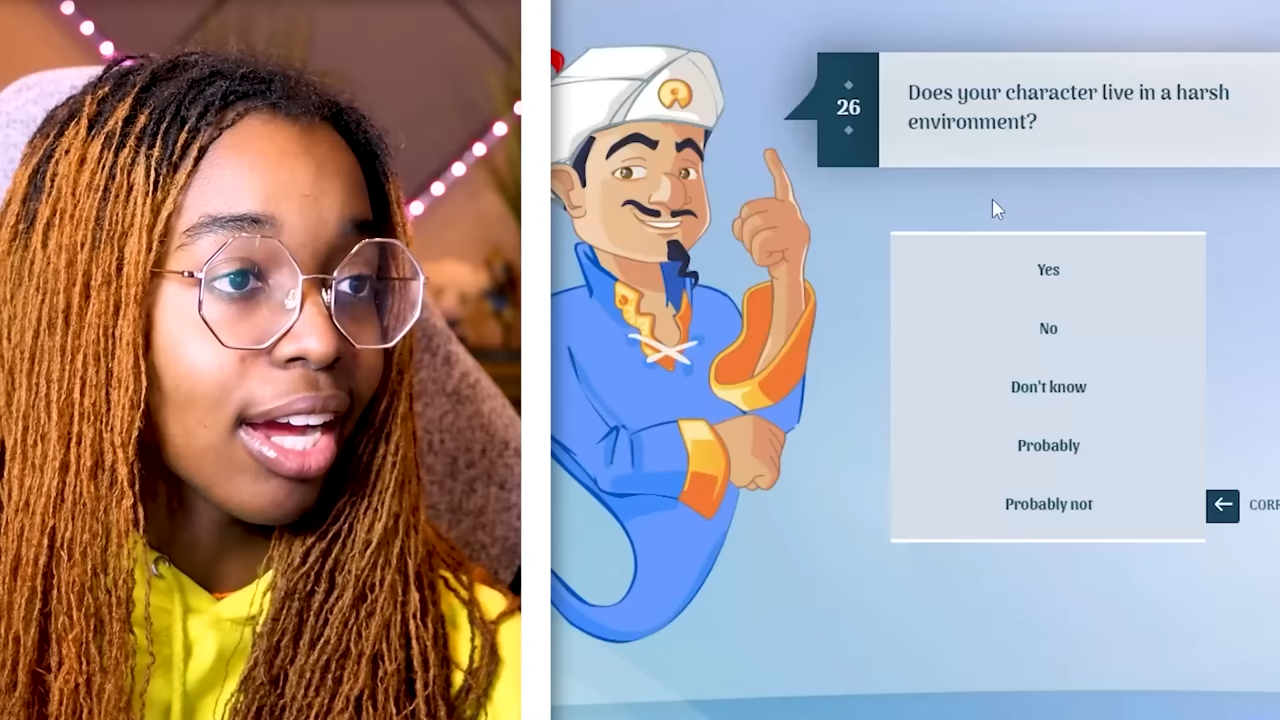 26
Does your character live in a harsh
environment?
Yes
No
Don't know
Probably
Probably not
CORR